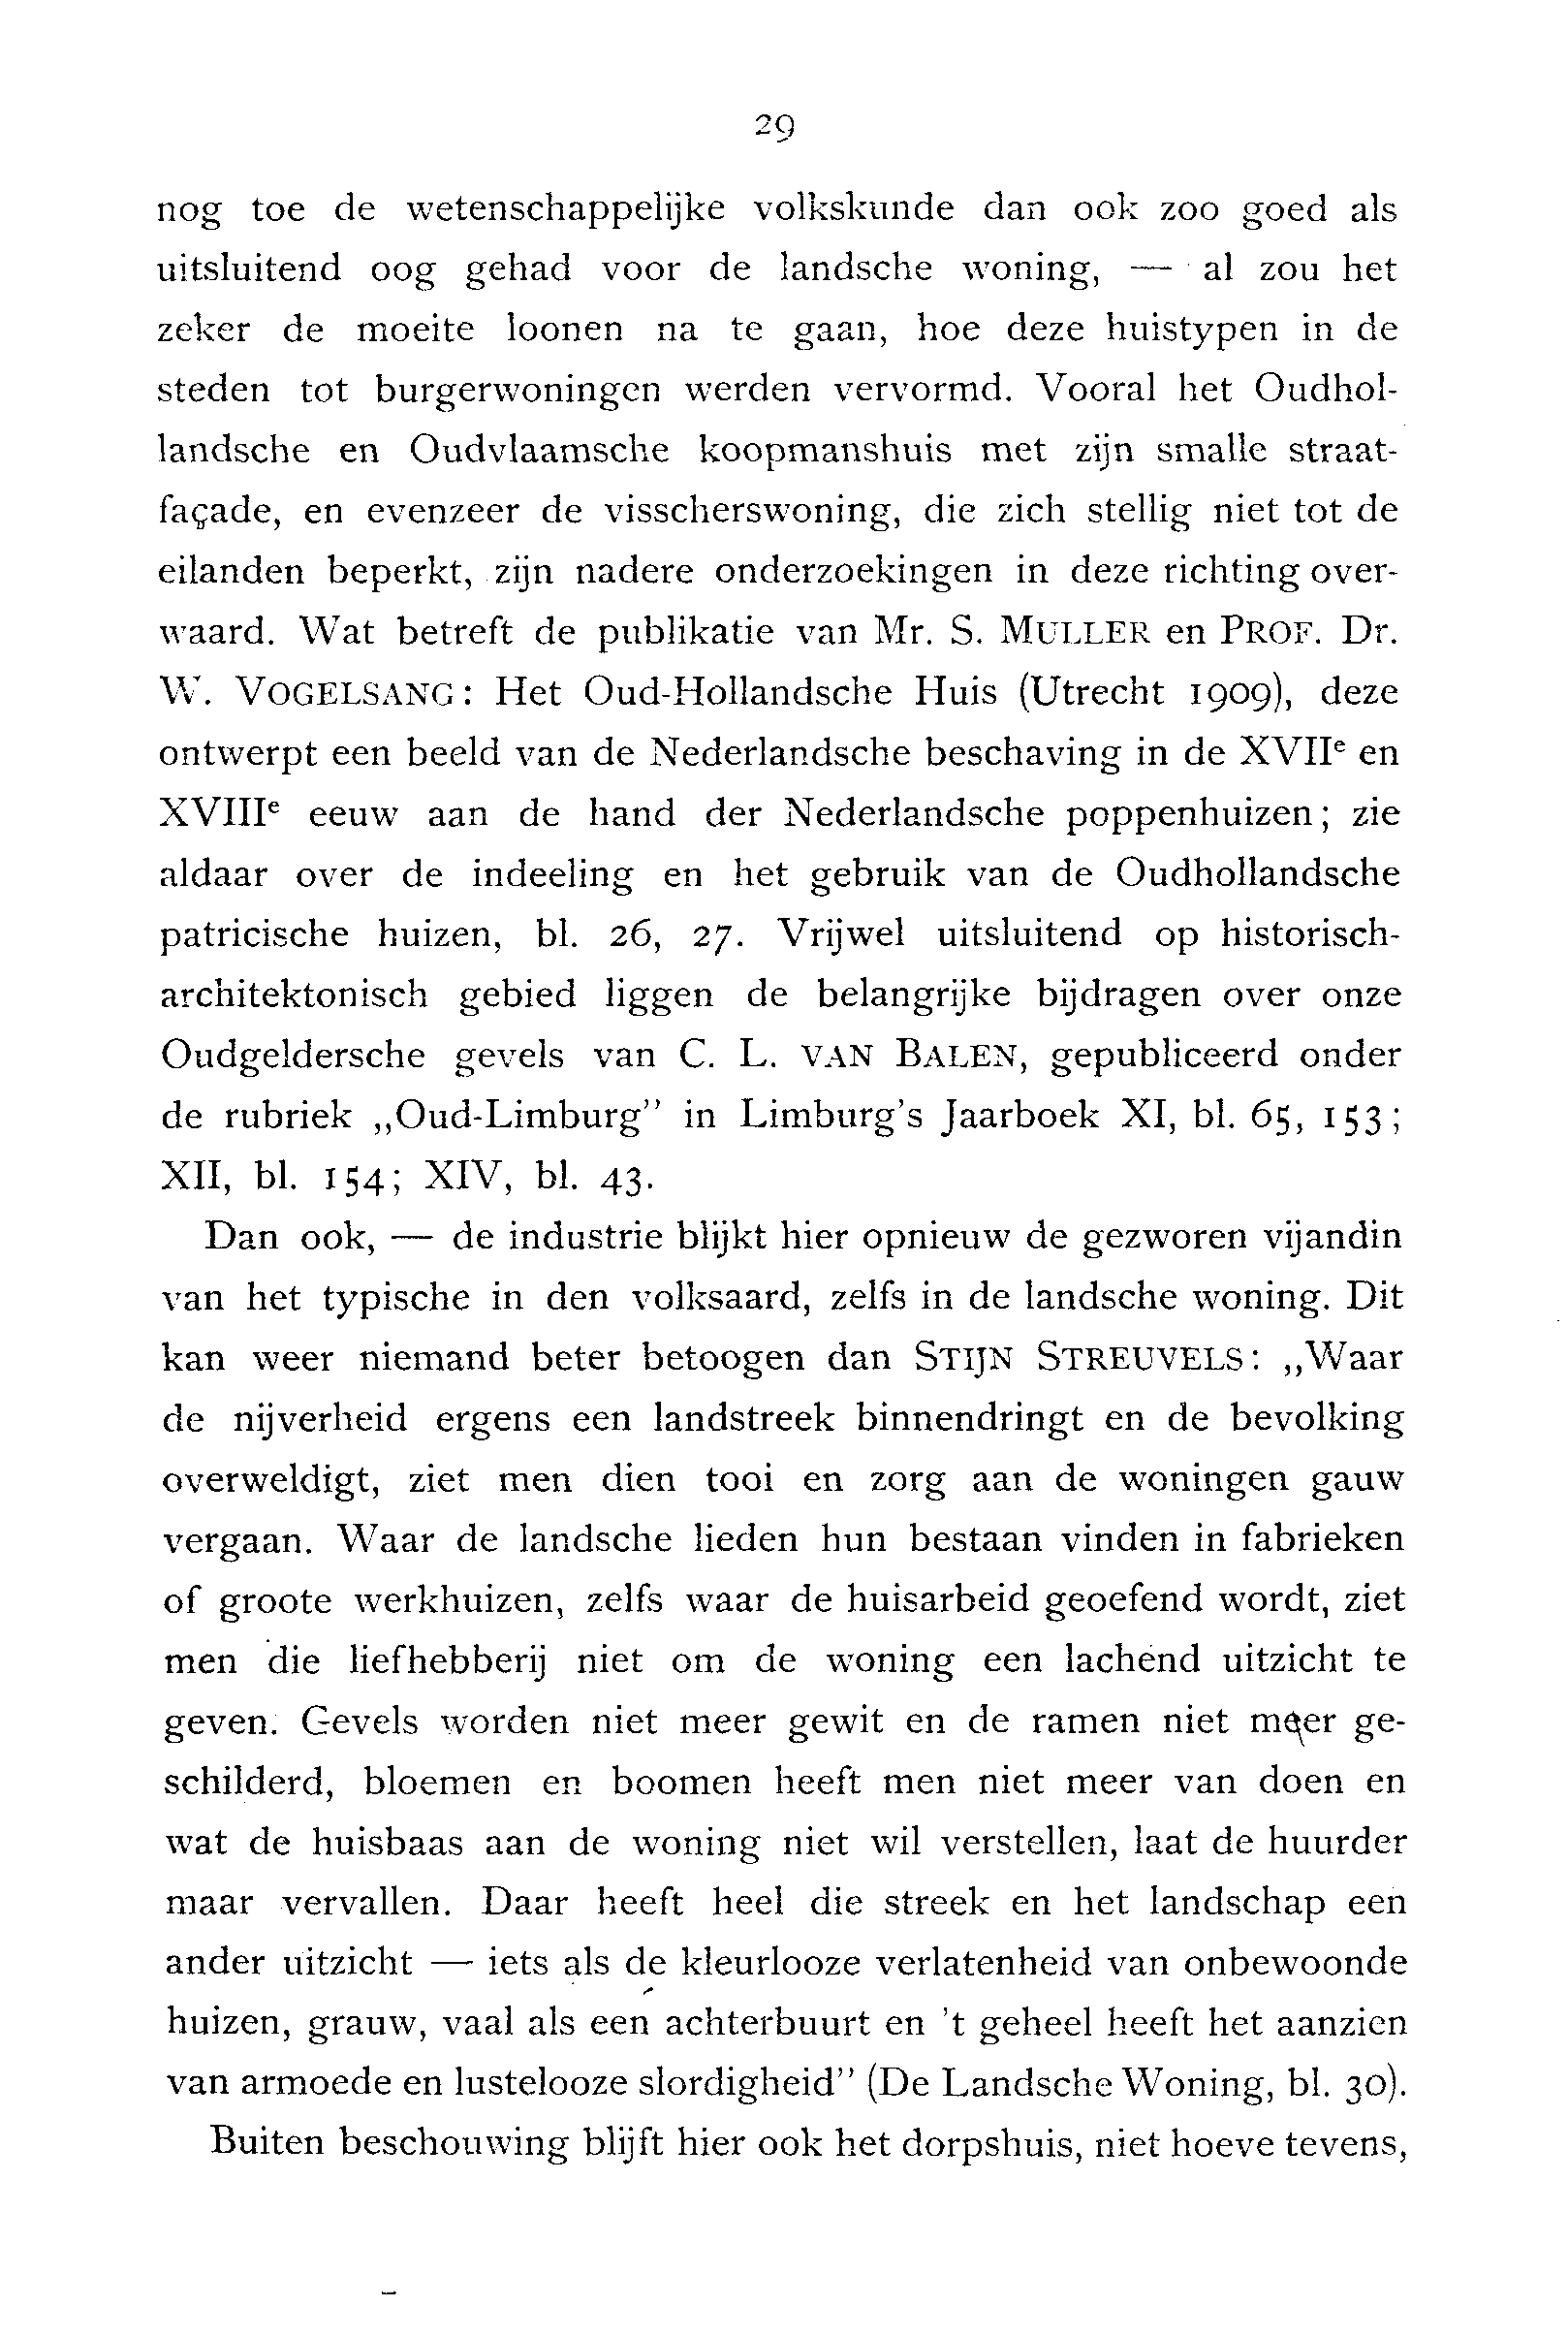 29
nog toe de wetenschappelijke volkskunde dan ook zoo goed als
uitsluitend oog gehad voor de landsche woning, — al zou het
zeker de moeite loonen na te gaan, hoe deze huistypen in de
steden tot burgerwoningen werden vervormd. Vooral het Oudhol-
landsche en Oudvlaamsche koopmanshuis met zijn smalle straat-
façade, en evenzeer de visscherswoning, die zich stellig niet tot de
eilanden beperkt, zijn nadere onderzoekingen in deze richting over-
waard. Wat betreft de publikatie van Mr. S. MULLER en PROF. Dr.
W. VOGELSANG: Het Oud-Hollandsche Huis (Utrecht 1909), deze
ontwerpt een beeld van de Nederlandsche beschaving in de XVIIe en
XVIIIe eeuw aan de hand der Nederlandsche poppenhuizen; zie
aldaar over de indeeling en het gebruik van de Oudhollandsche
patricische huizen, bl. 26, 27. Vrijwel uitsluitend op historisch-
architektonisch gebied liggen de belangrijke bijdragen over onze
Oudgeldersche gevels van C. L. VAN BALEN, gepubliceerd onder
de rubriek „Oud-Limburg” in Limburg's Jaarboek XI, bl. 65, 153;
XII, bl. 154; XIV, bl. 43.
Dan ook, — de industrie blijkt hier opnieuw de gezworen vijandin
van het typische in den volksaard, zelfs in de landsche woning. Dit
kan weer niemand beter betoogen dan STIJN STREUVELS: „Waar
de nijverheid ergens een landstreek binnendringt en de bevolking
overweldigt, ziet men dien tooi en zorg aan de woningen gauw
vergaan. Waar de landsche lieden hun bestaan vinden in fabrieken
of groote werkhuizen, zelfs waar de huisarbeid geoefend wordt, ziet
men die liefhebberij niet om de woning een lachend uitzicht te
geven. Gevels worden niet meer gewit en de ramen niet meer ge-
schilderd, bloemen en boomen heeft men niet meer van doen en
wat de huisbaas aan de woning niet wil verstellen, laat de huurder
maar vervallen. Daar heeft heel die streek en het landschap een
ander uitzicht — iets als de kleurlooze verlatenheid van onbewoonde
huizen, grauw, vaal als een achterbuurt en 't geheel heeft het aanzien
van armoede en lustelooze slordigheid” (De Landsche Woning, bl. 30).
Buiten beschouwing blijft hier ook het dorpshuis, niet hoeve tevens,